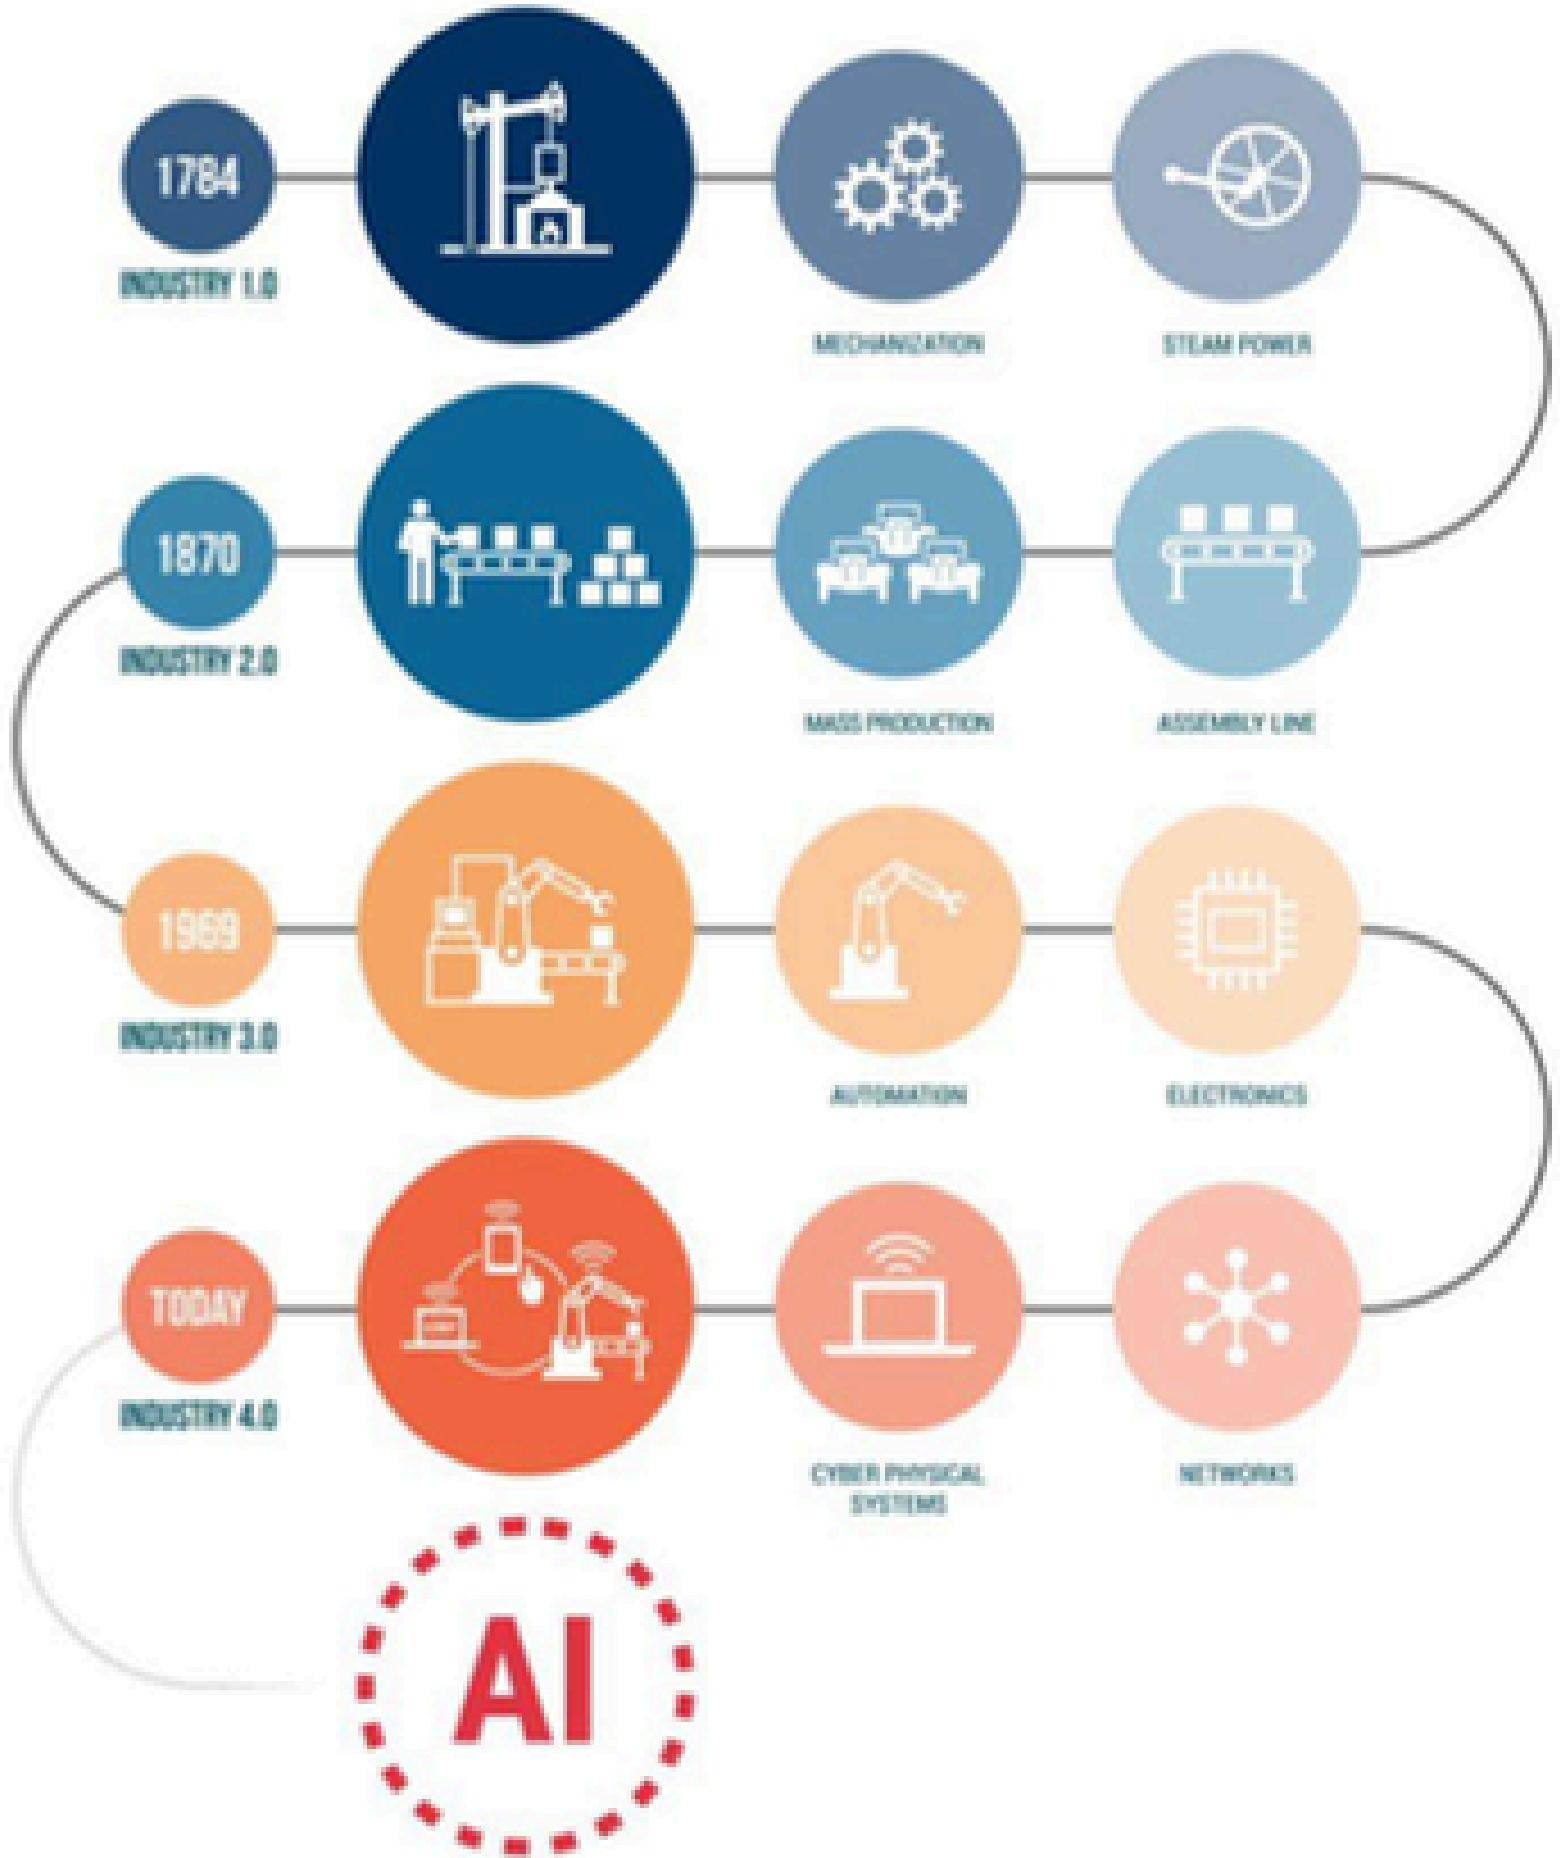 1784
INDUSTRY 1.0
MECHANIZATION
STEAM POWER
1870
INDUSTRY 2.0
MASS PRODUCTION
ASSEMBLY LINE
1969
INDUSTRY 3.0
AUTOMATION
ELECTRONICS
TODAY
INDUSTRY 4.0
CYBER PHYSICAL
SYSTEMS
NETWORKS
AI